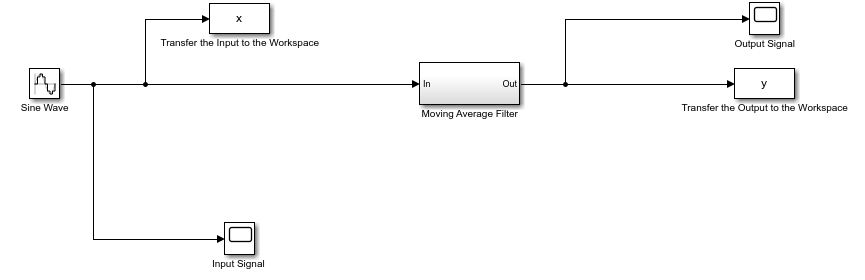 x
Transfer the Input to the Workspace
Output Signal
Sine Wave
In
Out
Moving Average Filter
y
Transfer the Output to the Workspace
Input Signal